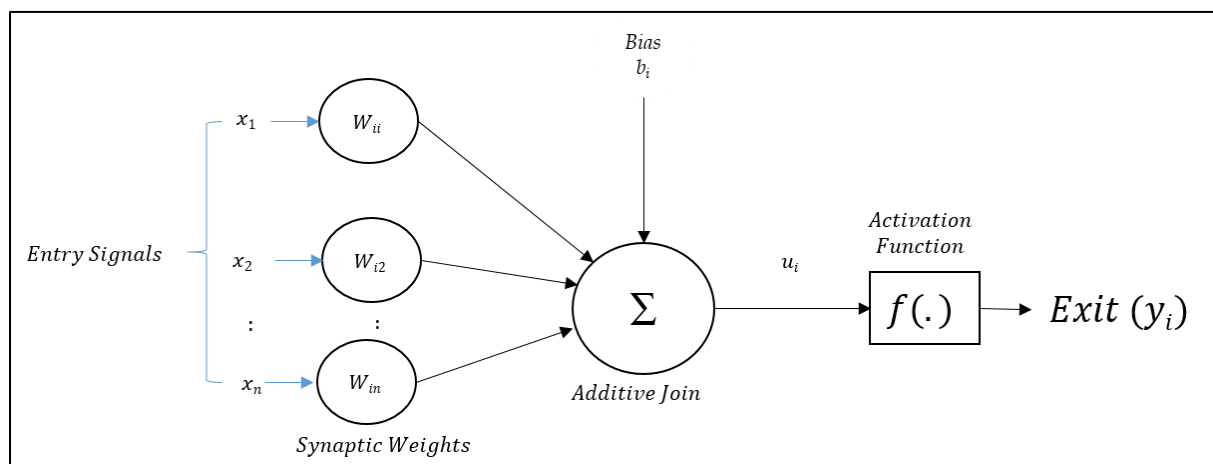 Bias
b_i
x_1
W_ii
Entry Signals
x_2
W_i2
:
:
x_n
W_in
Synaptic Weights
Σ
Additive Join
u_i
Activation
Function
f(.)
Exit (y_i)